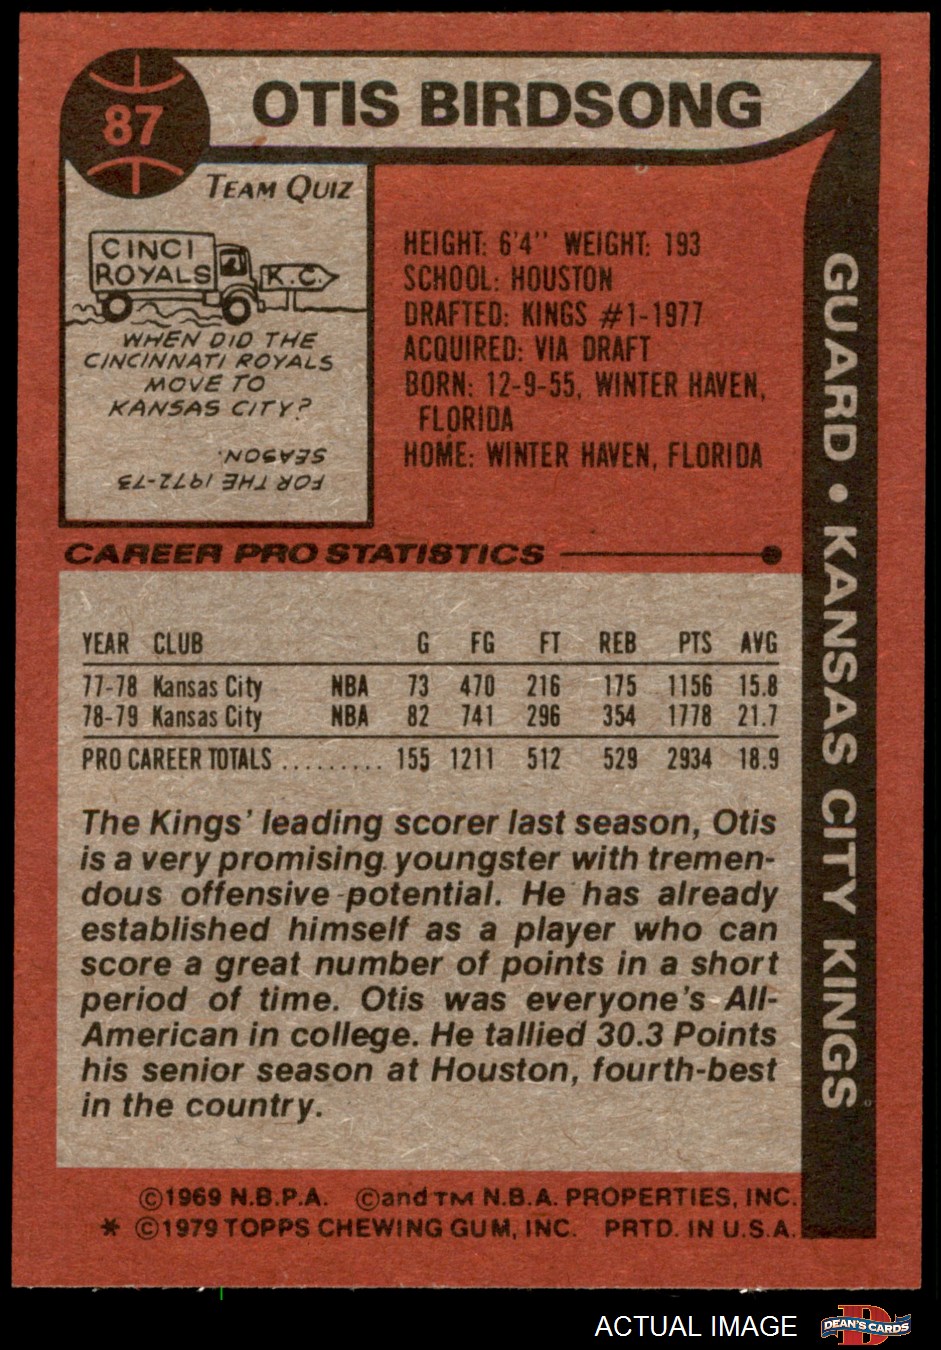 87
OTIS BIRDSONG
TEAM QUIZ
CINCI
ROYALS
K.C.
WHEN DID THE
CINCINNATI ROYALS
MOVE TO
KANSAS CITY?
FOR THE 1972-73
SEASON.
HEIGHT: 6'4" WEIGHT: 193
SCHOOL: HOUSTON
DRAFTED: KINGS #1-1977
ACQUIRED: VIA DRAFT
BORN: 12-9-55, WINTER HAVEN,
FLORIDA
HOME: WINTER HAVEN, FLORIDA
GUARD • KANSAS CITY KINGS
CAREER PRO STATISTICS
YEAR CLUB G FG FT REB PTS AVG
77-78 Kansas City NBA 73 470 216 175 1156 15.8
78-79 Kansas City NBA 82 741 296 354 1778 21.7
PRO CAREER TOTALS ......... 155 1211 512 529 2934 18.9
The Kings' leading scorer last season, Otis
is a very promising youngster with tremen-
dous offensive potential. He has already
established himself as a player who can
score a great number of points in a short
period of time. Otis was everyone's All-
American in college. He tallied 30.3 Points
his senior season at Houston, fourth-best
in the country.
©1969 N.B.P.A. ©and TM N.B.A. PROPERTIES, INC.
* ©1979 TOPPS CHEWING GUM, INC. PRTD. IN U.S.A.
ACTUAL IMAGE
D
DEAN'S CARDS